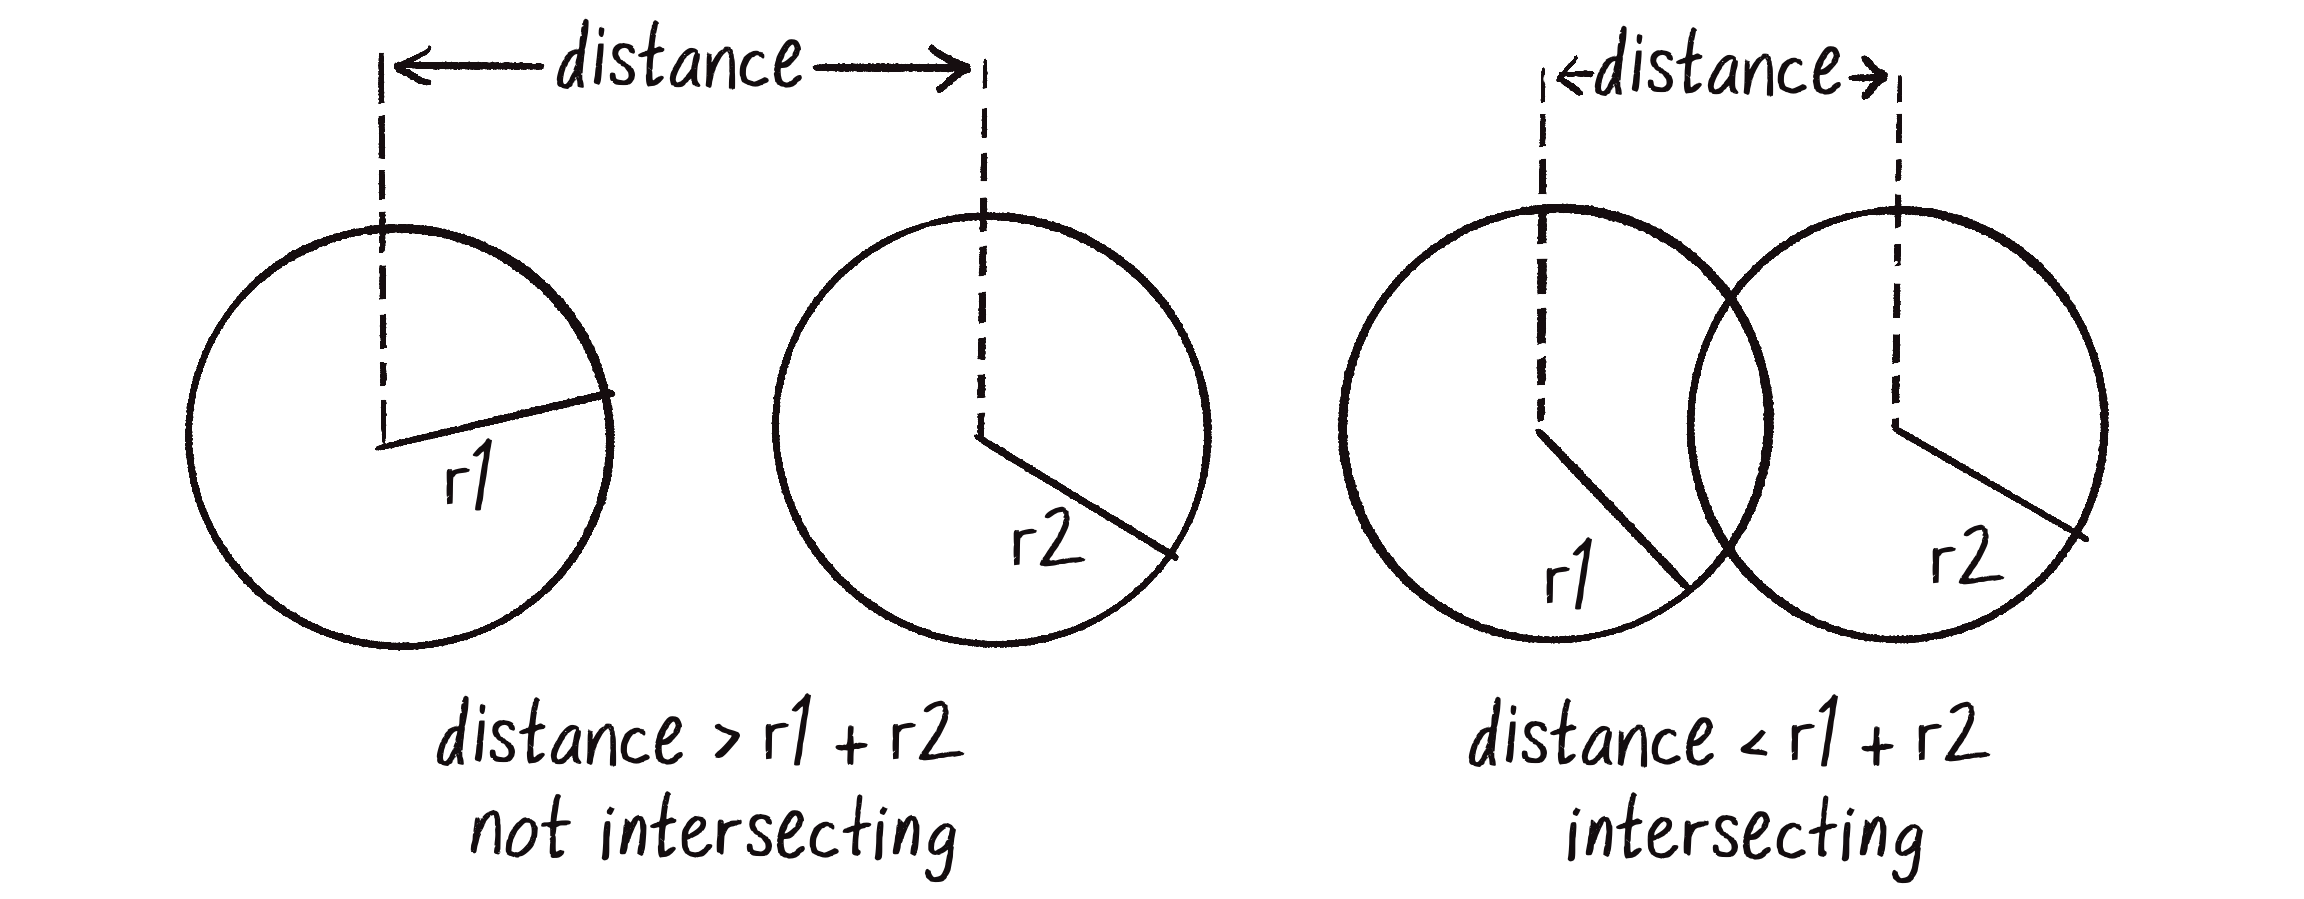 distance
r1
r2
distance > r1 + r2
not intersecting
distance
r1
r2
distance < r1 + r2
intersecting